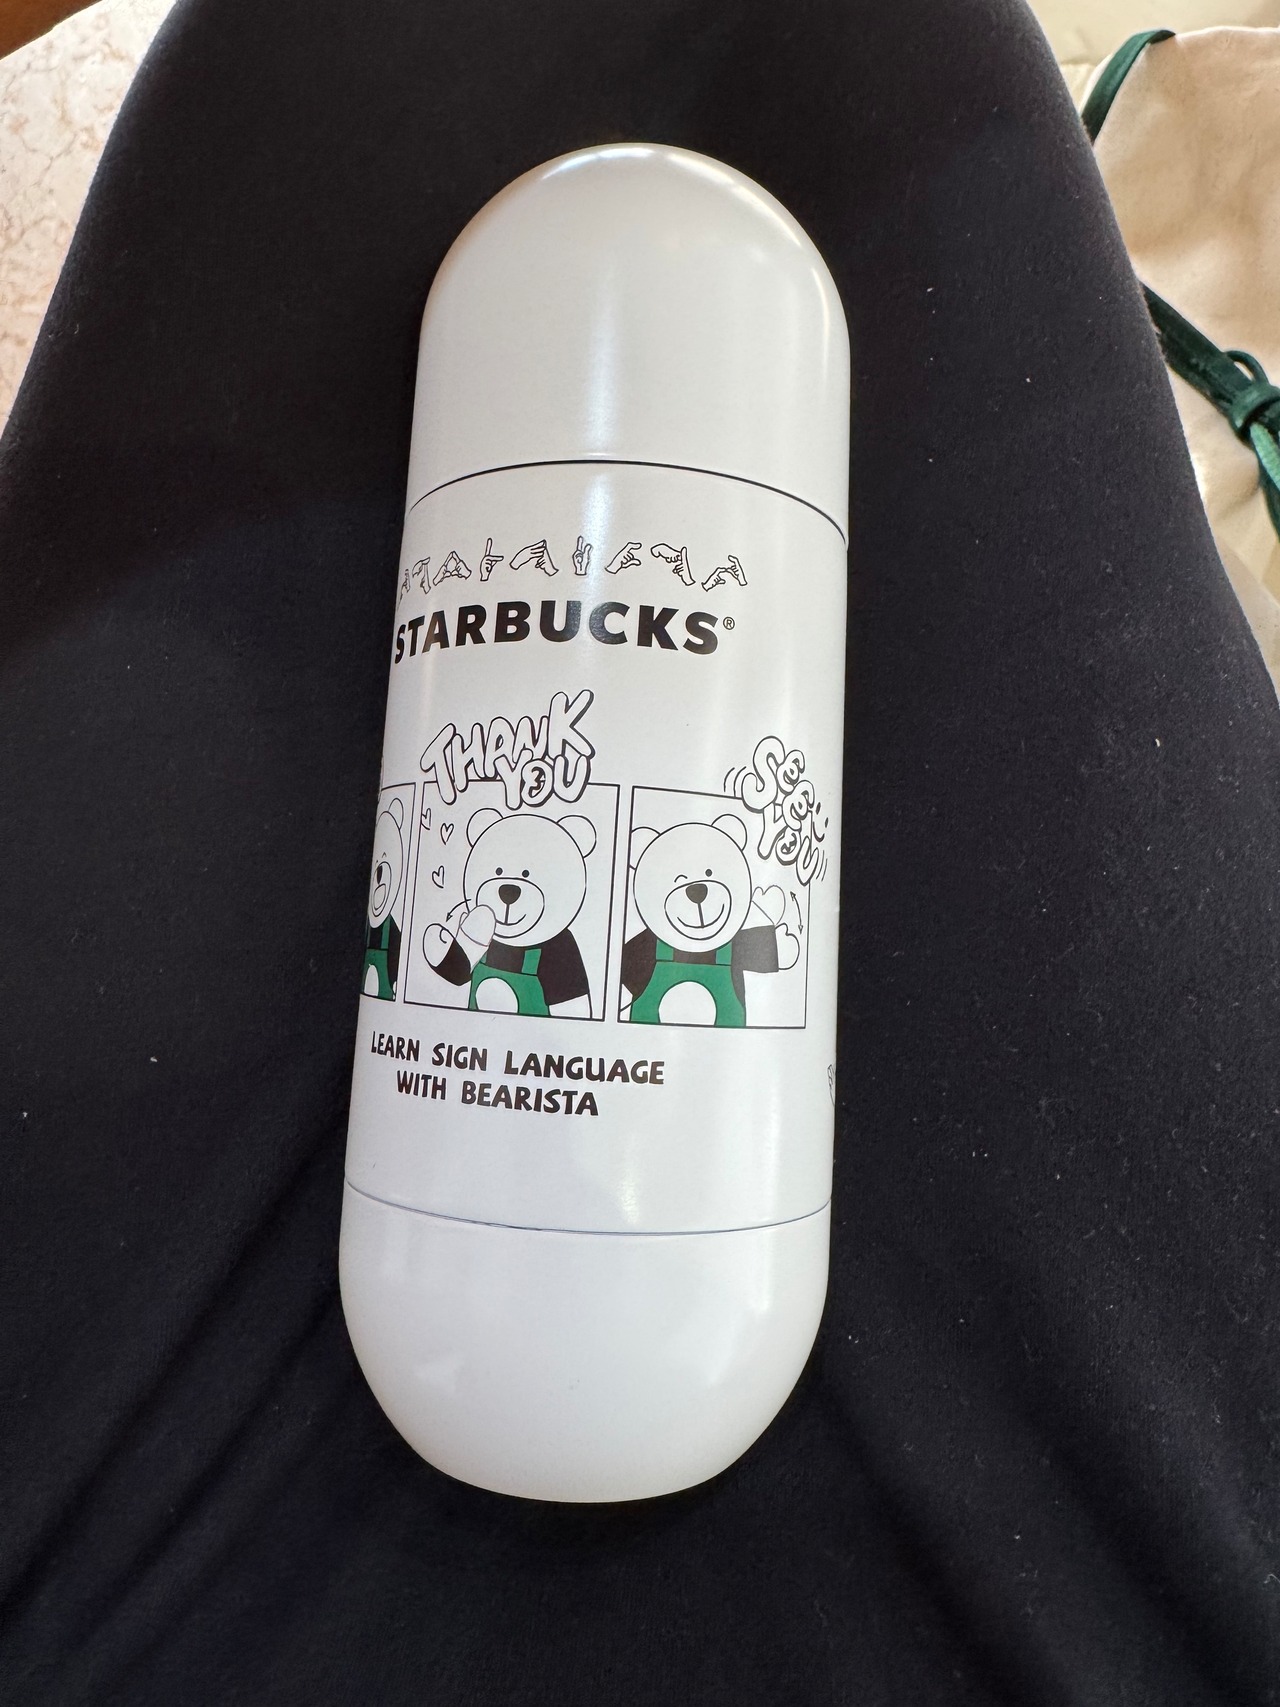 STARBUCKS®
THANK
YOU
SEE
YOU
LEARN SIGN LANGUAGE
WITH BEARISTA